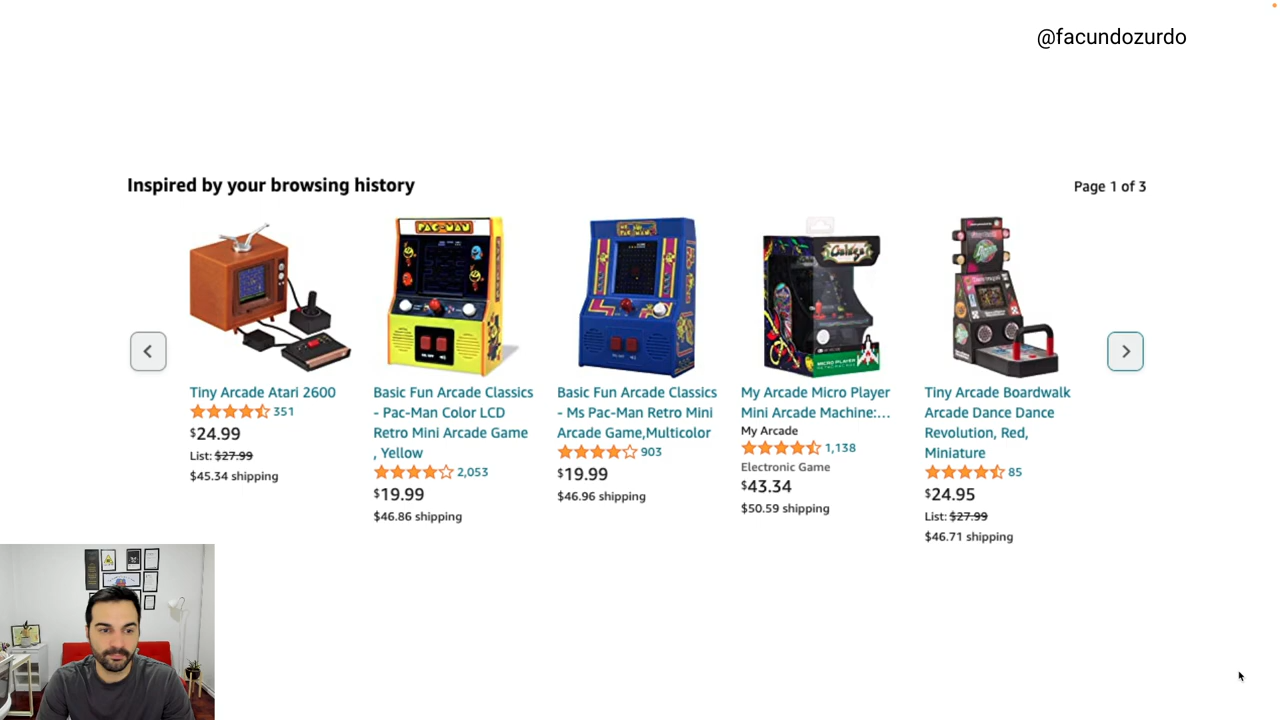 @facundozurdo
Inspired by your browsing history
Page 1 of 3
PAC-MAN
Galaga
MICRO PLAYER
Tiny Arcade Atari 2600
351
$24.99
List: $27.99
$45.34 shipping
Basic Fun Arcade Classics
- Pac-Man Color LCD
Retro Mini Arcade Game
, Yellow
2,053
$19.99
$46.86 shipping
Basic Fun Arcade Classics
- Ms Pac-Man Retro Mini
Arcade Game,Multicolor
903
$19.99
$46.96 shipping
My Arcade Micro Player
Mini Arcade Machine:...
My Arcade
1,138
Electronic Game
$43.34
$50.59 shipping
Tiny Arcade Boardwalk
Arcade Dance Dance
Revolution, Red,
Miniature
85
$24.95
List: $27.99
$46.71 shipping